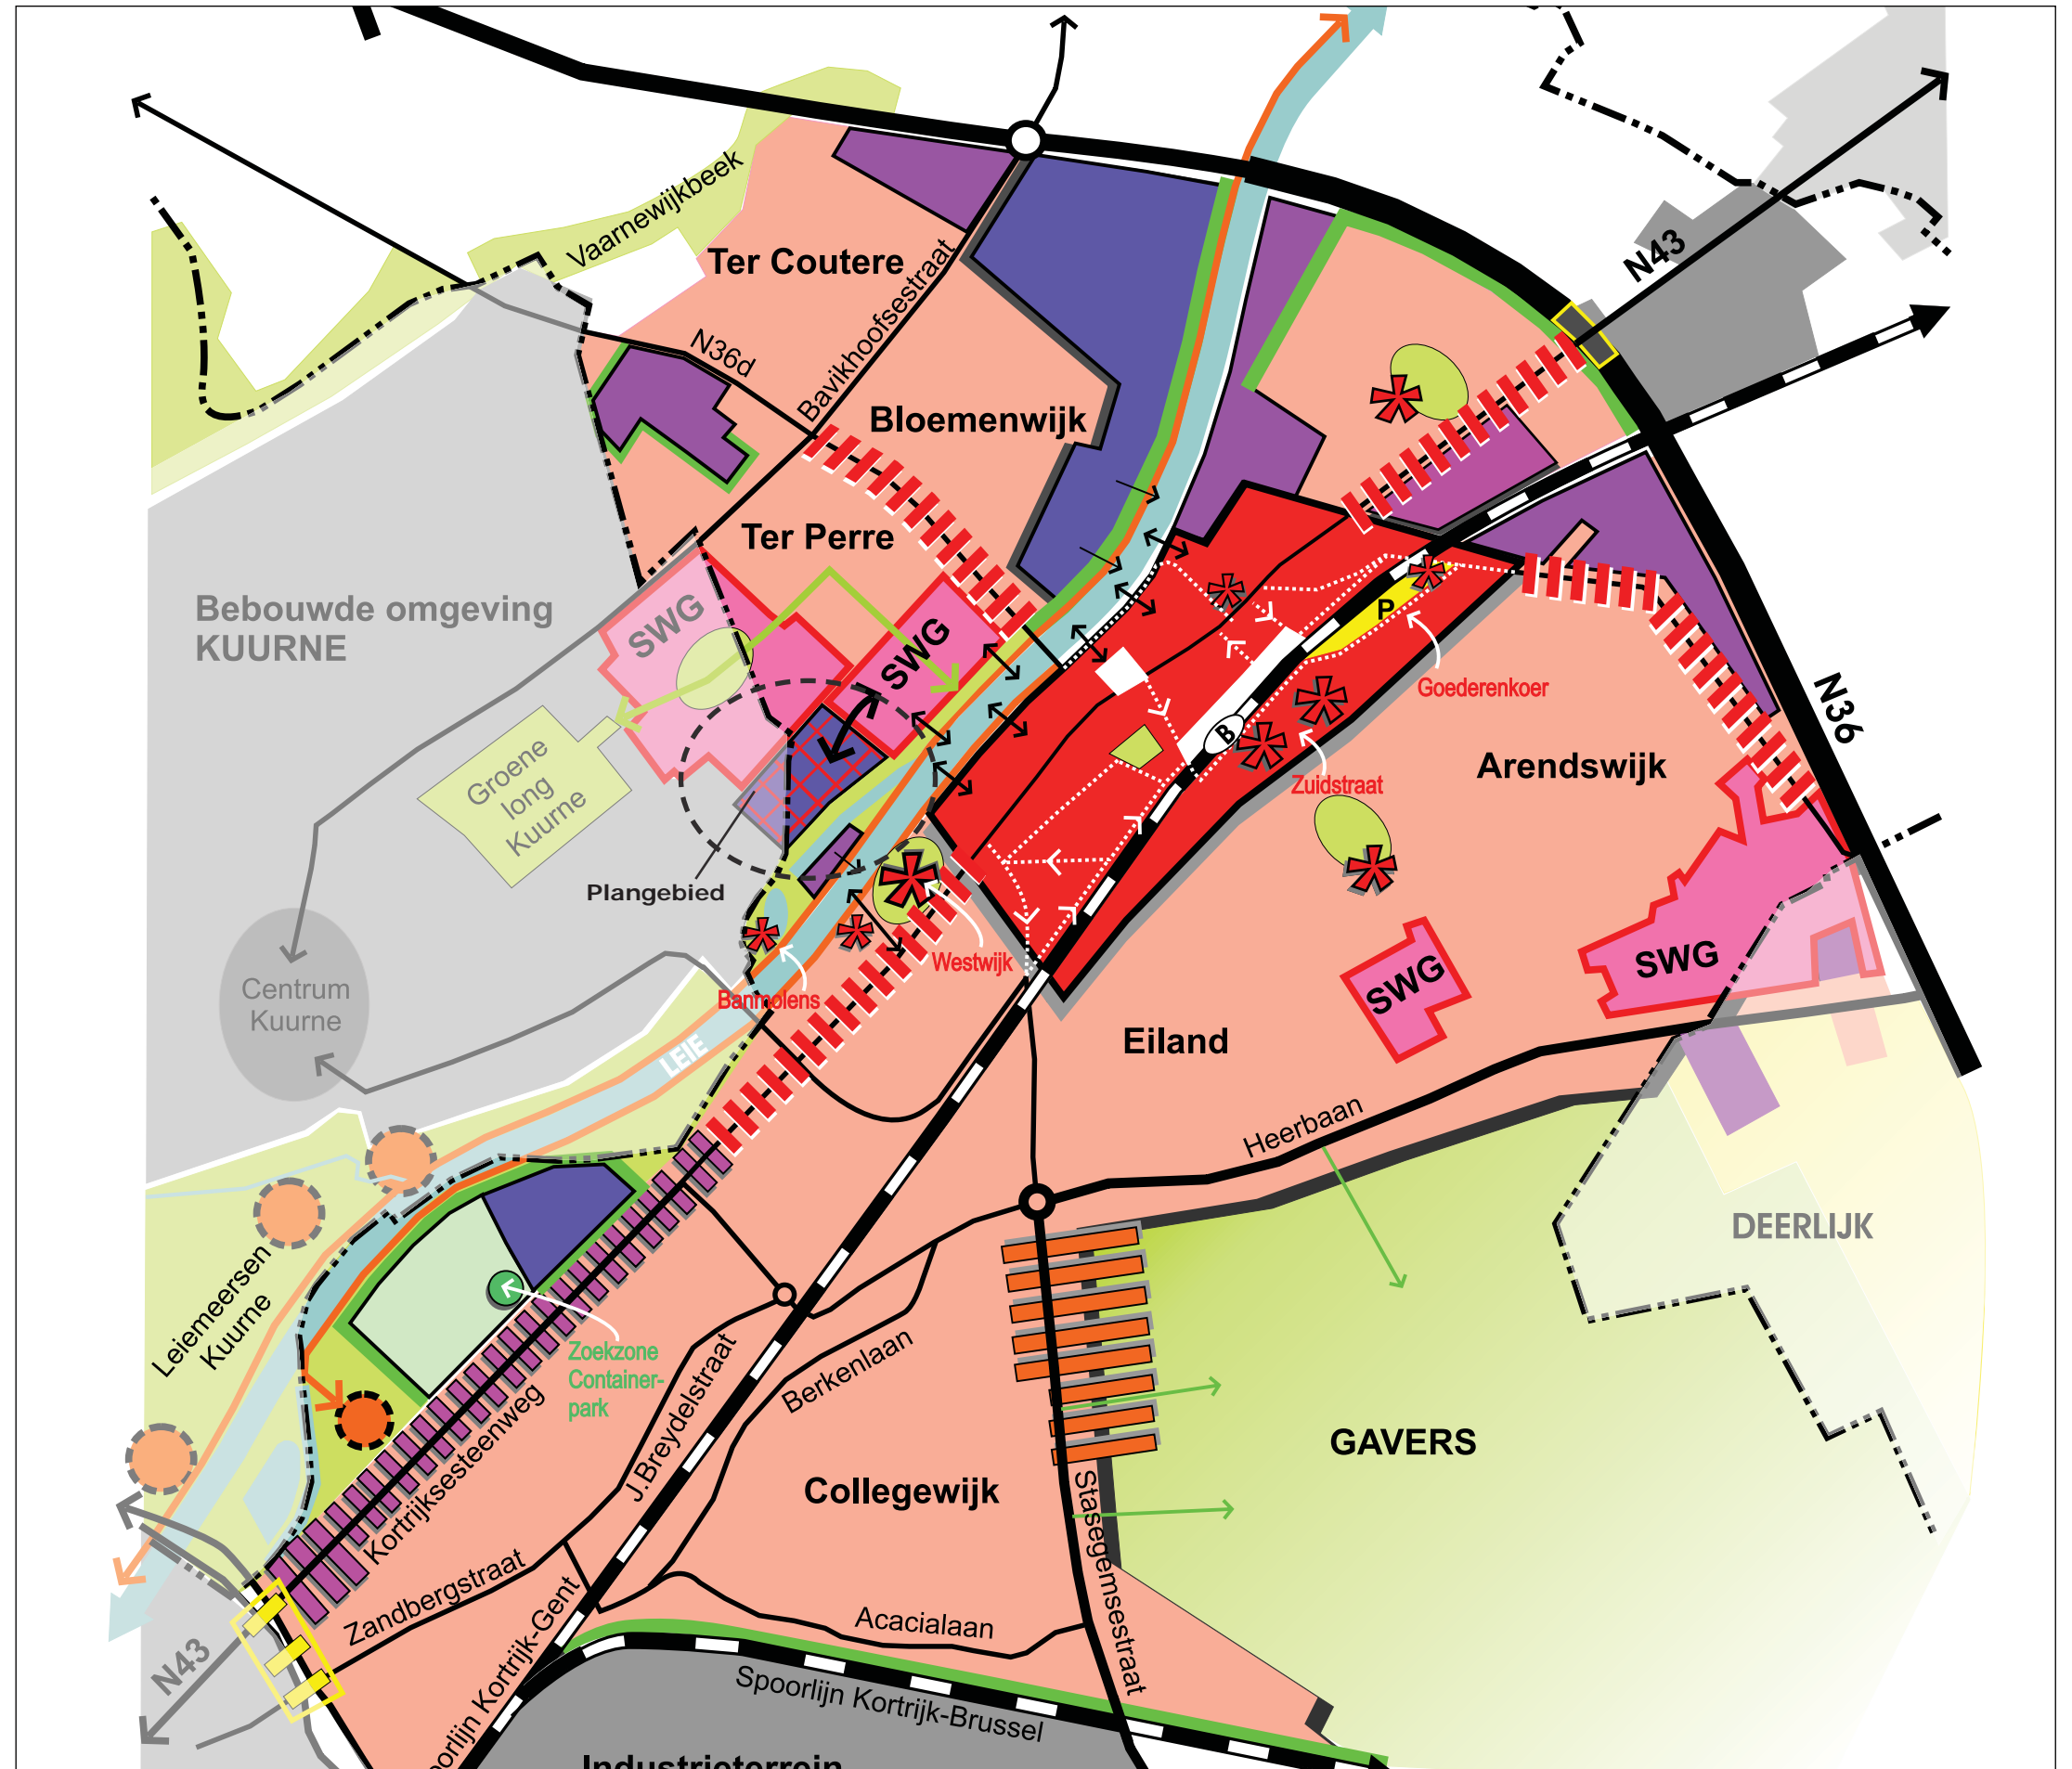 Vaarnewijkbeek
Ter Coutere
Bavikhoofsestraat
N43
N36d
Bloemenwijk
Ter Perre
Bebouwde omgeving
KUURNE
SWG
SWG
P
Goederenkoer
N36
B
Zuidstraat
Arendswijk
Groene
long
Kuurne
Plangebied
Westwijk
SWG
SWG
Centrum
Kuurne
Banmolens
LEIE
Eiland
Heerbaan
DEERLIJK
Leiemeersen
Kuurne
Zoekzone
Container-
park
J.Breydelstraat
Berkenlaan
Kortrijksesteenweg
GAVERS
Collegewijk
Stasegemsestraat
Zandbergstraat
Acacialaan
N43
Spoorlijn Kortrijk-Gent
Spoorlijn Kortrijk-Brussel
Industrieterrein